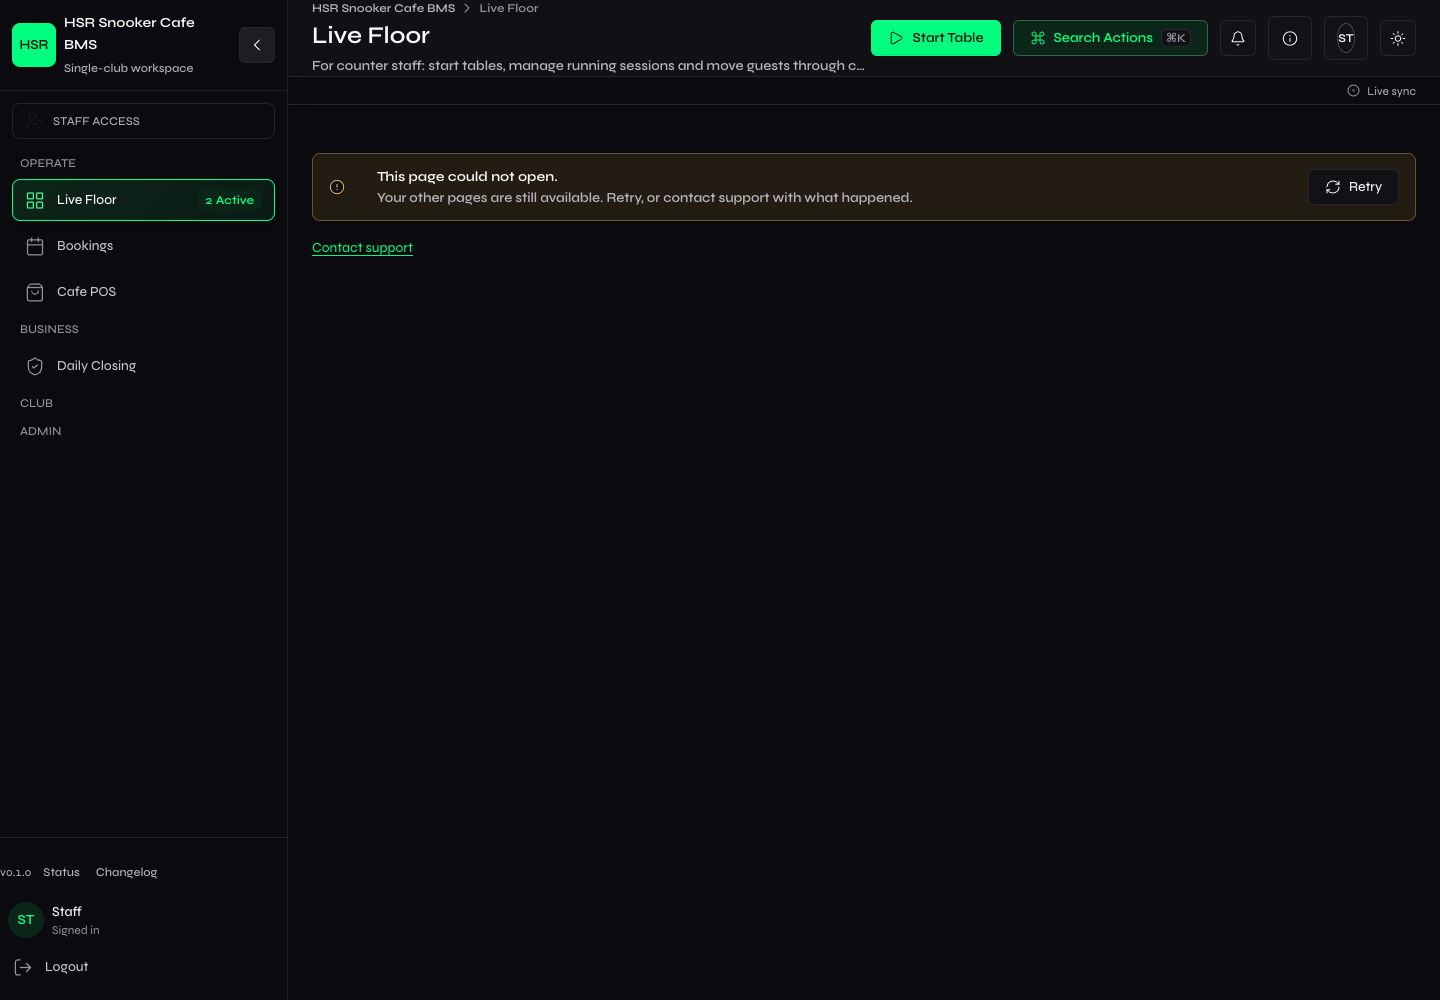 HSR
HSR Snooker Cafe
BMS
Single-club workspace
STAFF ACCESS
OPERATE
Live Floor
2 Active
Bookings
Cafe POS
BUSINESS
Daily Closing
CLUB
ADMIN
v0.1.0
Status
Changelog
ST
Staff
Signed in
Logout
HSR Snooker Cafe BMS > Live Floor
Live Floor
For counter staff: start tables, manage running sessions and move guests through c…
Start Table
Search Actions
⌘K
ST
Live sync
This page could not open.
Your other pages are still available. Retry, or contact support with what happened.
Retry
Contact support